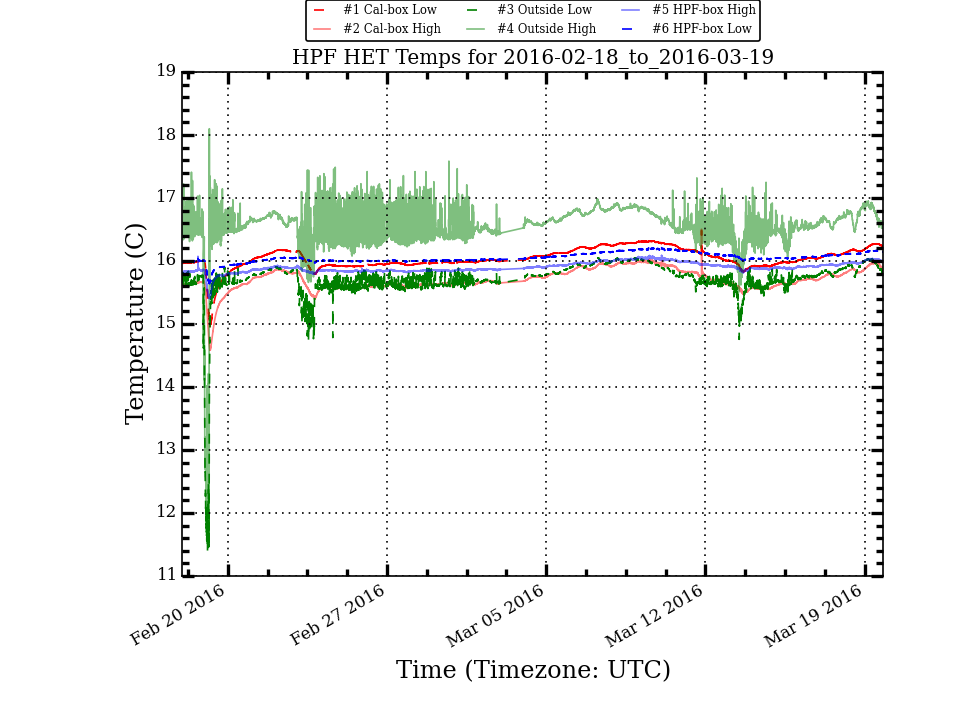 #1 Cal-box Low #3 Outside Low #5 HPF-box High
#2 Cal-box High #4 Outside High #6 HPF-box Low
HPF HET Temps for 2016-02-18_to_2016-03-19
19
18
17
16
15
14
13
12
11
Temperature (C)
Feb 20 2016 Feb 27 2016 Mar 05 2016 Mar 12 2016 Mar 19 2016
Time (Timezone: UTC)